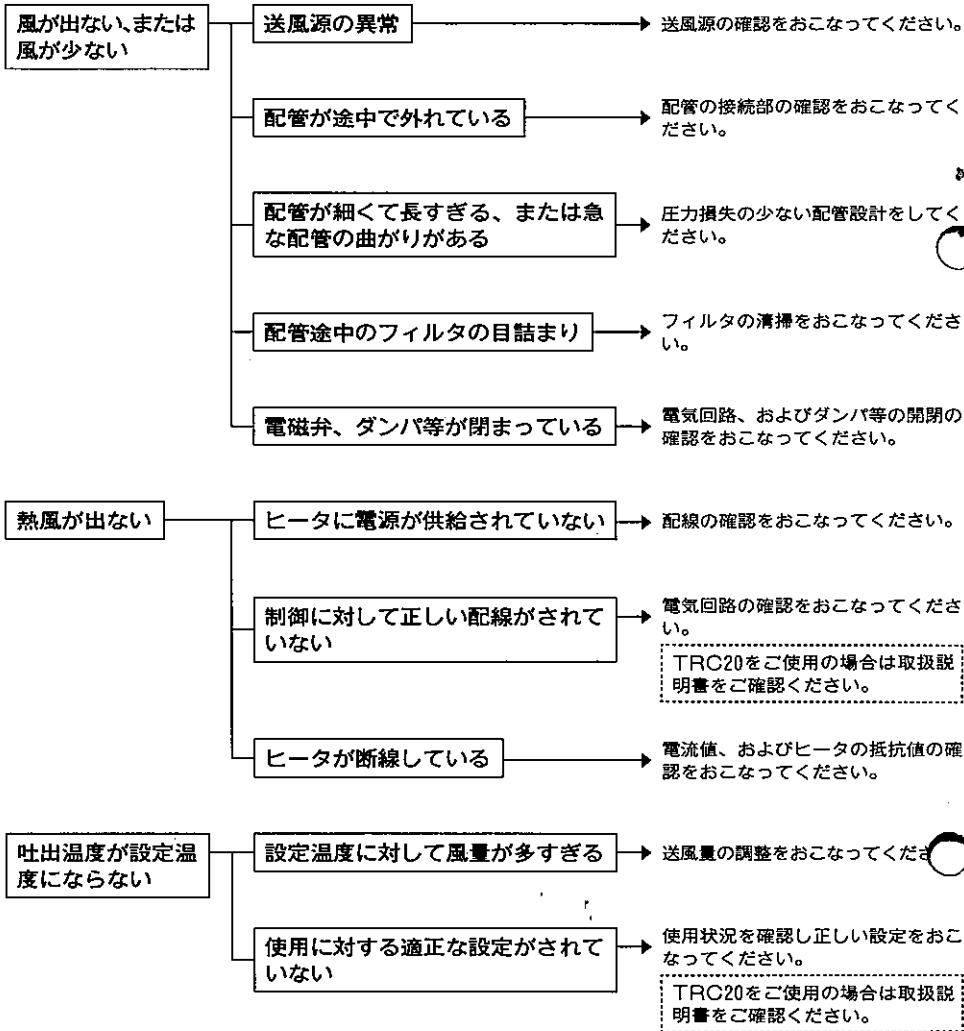 風が出ない、または
風が少ない
送風源の異常
送風源の確認をおこなってください。
配管が途中で外れている
配管の接続部の確認をおこなってく
ださい。
配管が細くて長すぎる、または急
な配管の曲がりがある
圧力損失の少ない配管設計をしてく
ださい。
配管途中のフィルタの目詰まり
フィルタの清掃をおこなってくださ
い。
電磁弁、ダンパ等が閉まっている
電気回路、およびダンパ等の開閉の
確認をおこなってください。
熱風が出ない
ヒータに電源が供給されていない
配線の確認をおこなってください。
制御に対して正しい配線がされて
いない
電気回路の確認をおこなってくださ
い。
TRC20をご使用の場合は取扱説
明書をご確認ください。
ヒータが断線している
電流値、およびヒータの抵抗値の確
認をおこなってください。
吐出温度が設定温
度にならない
設定温度に対して風量が多すぎる
送風量の調整をおこなってくださ
使用に対する適正な設定がされて
いない
使用状況を確認し正しい設定をおこ
なってください。
TRC20をご使用の場合は取扱説
明書をご確認ください。